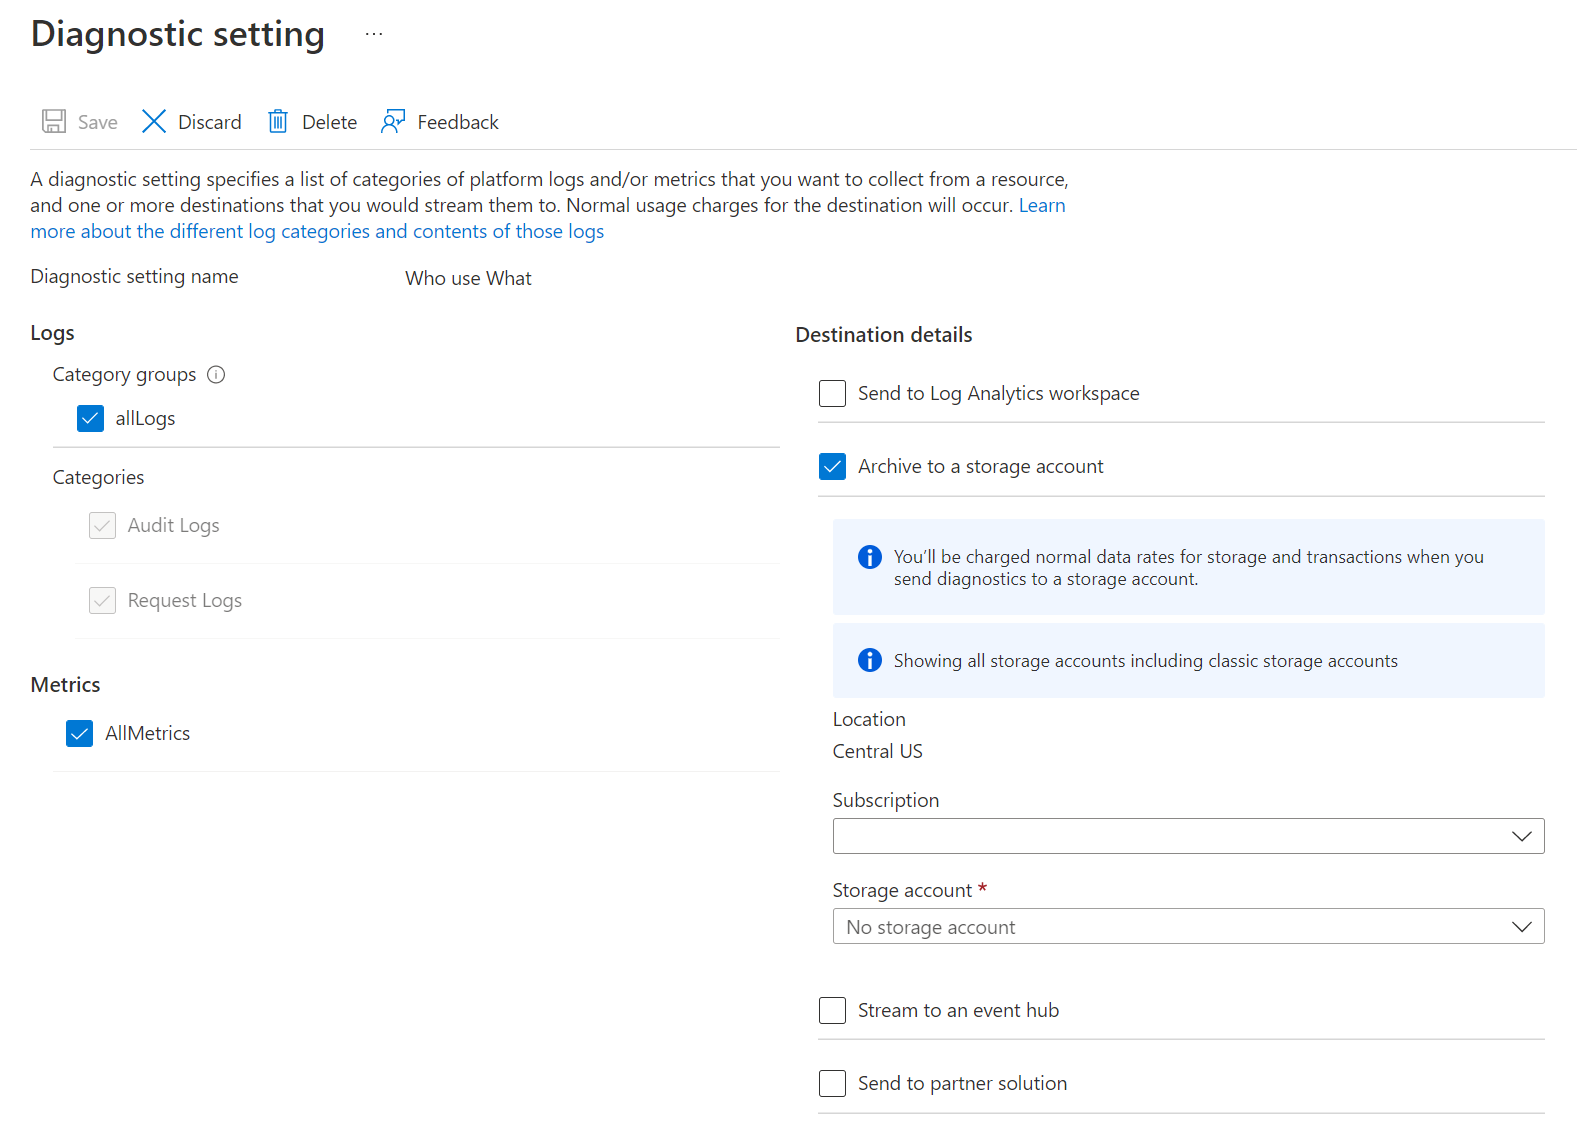 Diagnostic setting ...
Save Discard Delete Feedback
A diagnostic setting specifies a list of categories of platform logs and/or metrics that you want to collect from a resource,
and one or more destinations that you would stream them to. Normal usage charges for the destination will occur. Learn
more about the different log categories and contents of those logs
Diagnostic setting name Who use What
Logs
Category groups
allLogs
Categories
Audit Logs
Request Logs
Metrics
AllMetrics
Destination details
Send to Log Analytics workspace
Archive to a storage account
You'll be charged normal data rates for storage and transactions when you
send diagnostics to a storage account.
Showing all storage accounts including classic storage accounts
Location
Central US
Subscription
Storage account *
No storage account
Stream to an event hub
Send to partner solution